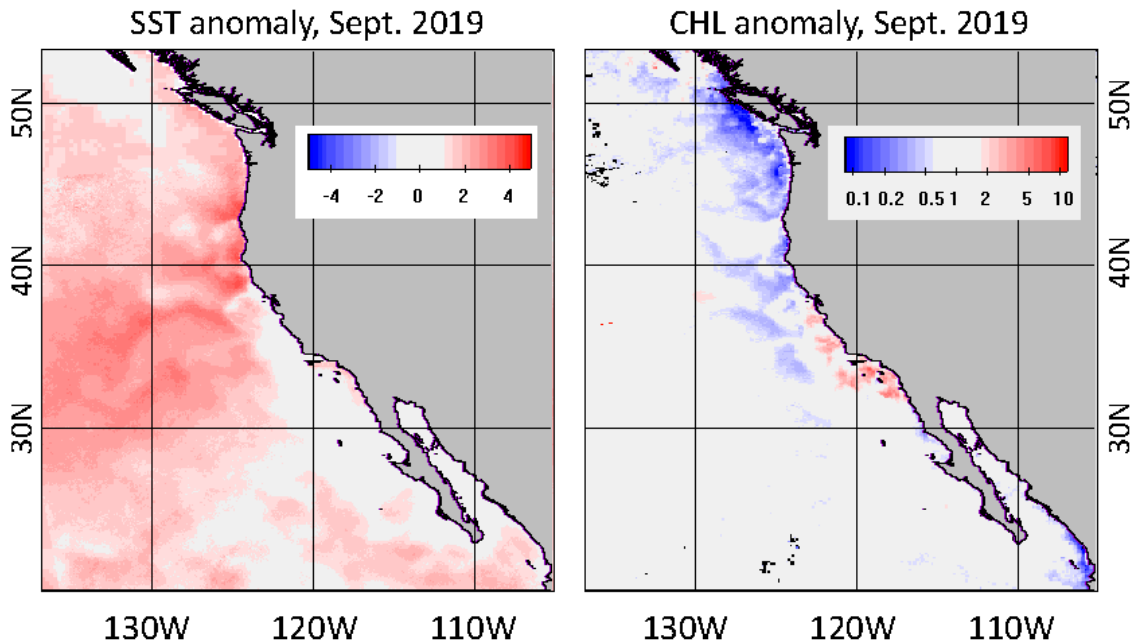 SST anomaly, Sept. 2019
CHL anomaly, Sept. 2019
50N
40N
30N
-4 -2 0 2 4
0.1 0.2 0.5 1 2 5 10
50N
40N
30N
130W 120W 110W
130W 120W 110W